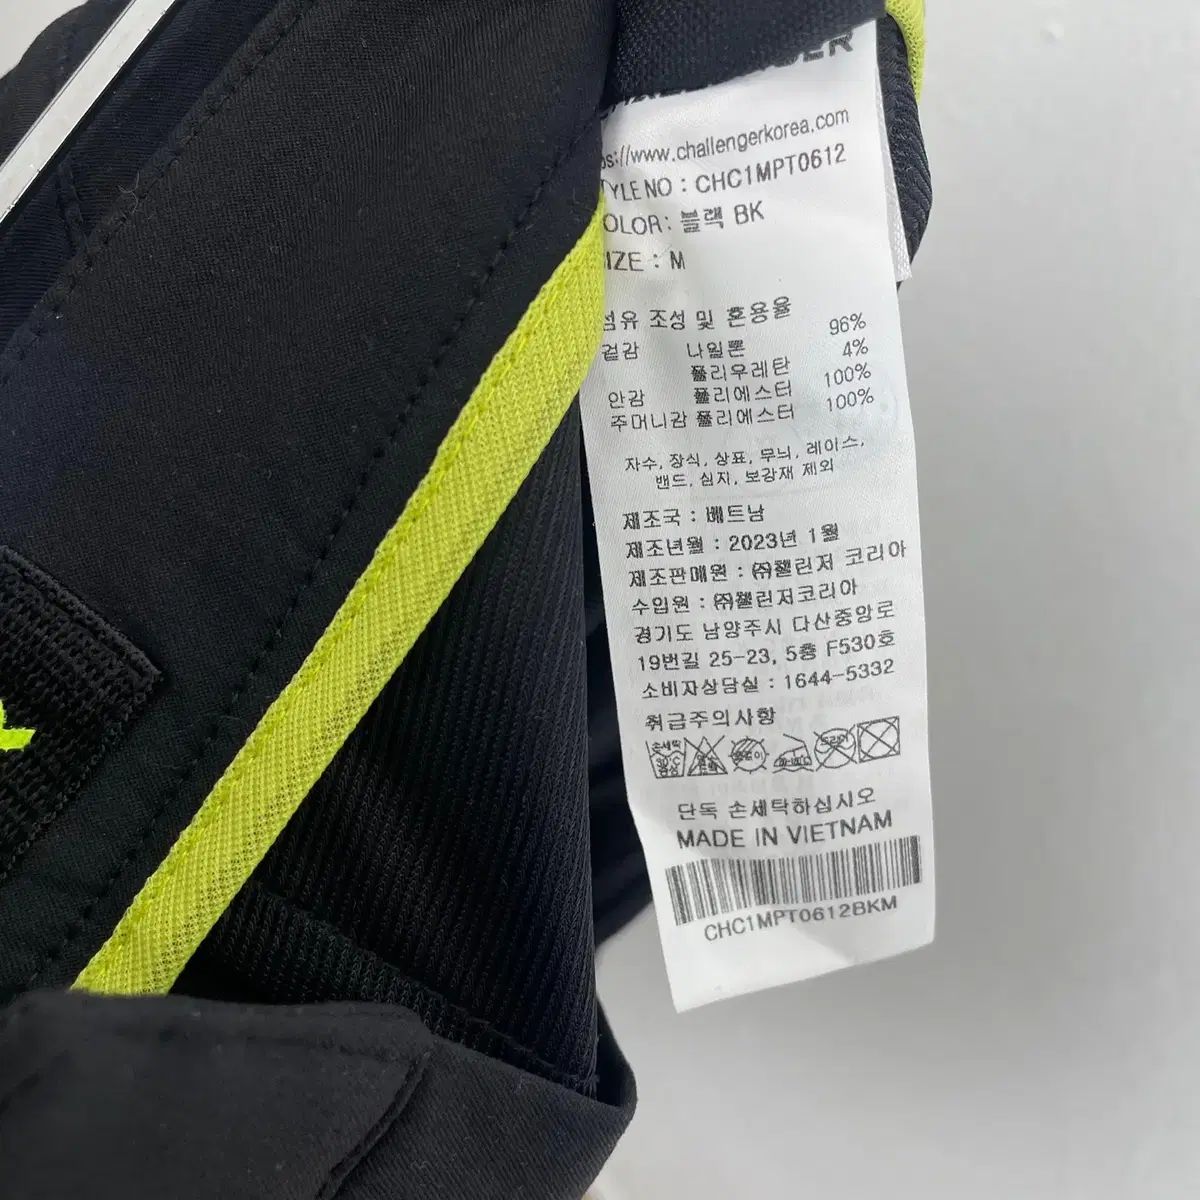 www.challengerkorea.com
STYLE NO : CHC1MPT0612
COLOR: 블랙 BK
SIZE : M
섬유 조성 및 혼용율
겉감 나일론 96%
폴리우레탄 4%
안감 폴리에스터 100%
주머니감 폴리에스터 100%
자수, 장식, 상표, 무늬, 레이스,
밴드, 심지, 보강재 제외
제조국 : 베트남
제조년월 : 2023년 1월
제조판매원 : ㈜챌린저 코리아
수입원 : ㈜챌린저코리아
경기도 남양주시 다산중앙로
19번길 25-23, 5층 F530호
소비자상담실 : 1644-5332
취급주의사항
단독 손세탁하십시오
MADE IN VIETNAM
CHC1MPT0612BKM